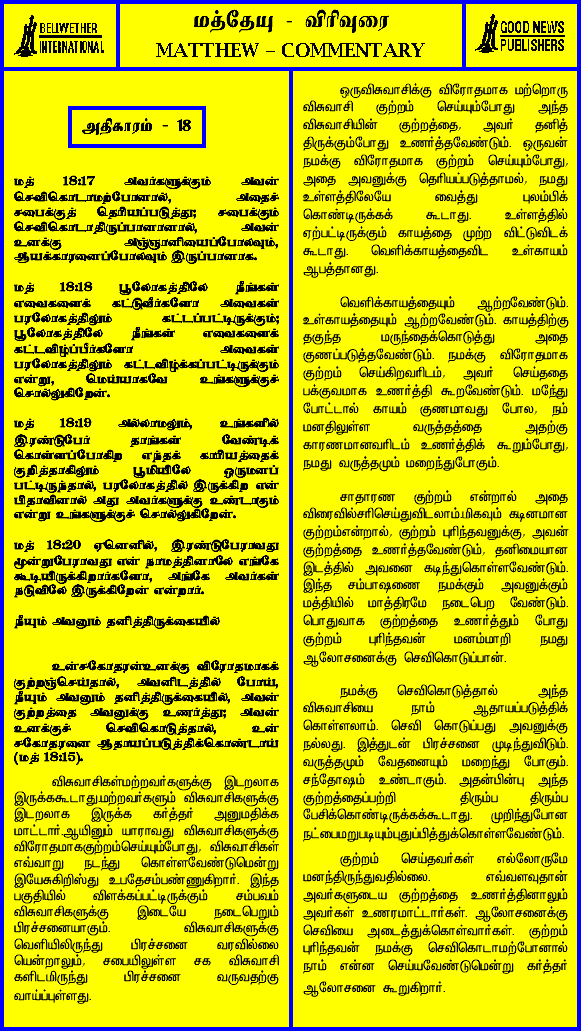 BELWETHER
INTERNATIONAL
மத்தேயு - விரிவுரை
MATTHEW – COMMENTARY
GOOD NEWS
PUBLISHERS
அதிகாரம் - 18
மத் 18:17 அவர்களுக்கும் அவன்
செவிகொடாமற்போனால், அதைச்
சபைக்குத் தெரியப்படுத்து; சபைக்கும்
செவிகொடாதிருப்பானானால், அவன்
உனக்கு அஞ்ஞானியைப்போலவும்,
ஆயக்காரனைப்போலவும் இருப்பானாக.
மத் 18:18 பூலோகத்திலே நீங்கள்
எவைகளைக் கட்டுவீர்களோ அவைகள்
பரலோகத்திலும் கட்டப்பட்டிருக்கும்;
பூலோகத்திலே நீங்கள் எவைகளைக்
கட்டவிழ்ப்பீர்களோ அவைகள்
பரலோகத்திலும் கட்டவிழ்க்கப்பட்டிருக்கும்
என்று, மெய்யாகவே உங்களுக்குச்
சொல்லுகிறேன்.
மத் 18:19 அல்லாமலும், உங்களில்
இரண்டுபேர் தாங்கள் வேண்டிக்
கொள்ளப்போகிற எந்தக் காரியத்தைக்
குறித்தாகிலும் பூமியிலே ஒருமனப்
பட்டிருந்தால், பரலோகத்தில் இருக்கிற என்
பிதாவினால் அது அவர்களுக்கு உண்டாகும்
என்று உங்களுக்குச் சொல்லுகிறேன்.
மத் 18:20 ஏனெனில், இரண்டுபேராவது
மூன்றுபேராவது என் நாமத்தினாலே எங்கே
கூடியிருக்கிறார்களோ, அங்கே அவர்கள்
நடுவிலே இருக்கிறேன் என்றார்.
நீயும் அவனும் தனித்திருக்கையில்
உன்சகோதரன்உனக்கு விரோதமாகக்
குற்றஞ்செய்தால், அவனிடத்தில் போய்,
நீயும் அவனும் தனித்திருக்கையில், அவன்
குற்றத்தை அவனுக்கு உணர்த்து; அவன்
உனக்குச் செவிகொடுத்தால், உன்
சகோதரனை ஆதாயப்படுத்திக்கொண்டாய்
(மத் 18:15).
விசுவாசிகள்மற்றவர்களுக்கு இடறலாக
இருக்ககூடாது.மற்றவர்களும் விசுவாசிகளுக்கு
இடறலாக இருக்க கர்த்தர் அனுமதிக்க
மாட்டார்.ஆயினும் யாராவது விசுவாசிகளுக்கு
விரோதமாககுற்றம்செய்யும்போது, விசுவாசிகள்
எவ்வாறு நடந்து கொள்ளவேண்டுமென்று
இயேசுகிறிஸ்து உபதேசம்பண்ணுகிறார். இந்த
பகுதியில் விளக்கப்பட்டிருக்கும் சம்பவம்
விசுவாசிகளுக்கு இடையே நடைபெறும்
பிரச்சனையாகும். விசுவாசிகளுக்கு
வெளியிலிருந்து பிரச்சனை வரவில்லை
யென்றாலும், சபையிலுள்ள சக விசுவாசி
களிடமிருந்து பிரச்சனை வருவதற்கு
வாய்ப்புள்ளது.
ஒருவிசுவாசிக்கு விரோதமாக மற்றொரு
விசுவாசி குற்றம் செய்யும்போது அந்த
விசுவாசியின் குற்றத்தை, அவர் தனித்
திருக்கும்போது உணர்த்தவேண்டும். ஒருவன்
நமக்கு விரோதமாக குற்றம் செய்யும்போது,
அதை அவனுக்கு தெரியப்படுத்தாமல், நமது
உள்ளத்திலேயே வைத்து புலம்பிக்
கொண்டிருக்கக் கூடாது. உள்ளத்தில்
ஏற்பட்டிருக்கும் காயத்தை முற்ற விட்டுவிடக்
கூடாது. வெளிக்காயத்தைவிட உள்காயம்
ஆபத்தானது.
வெளிக்காயத்தையும் ஆற்றவேண்டும்.
உள்காயத்தையும் ஆற்றவேண்டும். காயத்திற்கு
தகுந்த மருந்தைக்கொடுத்து அதை
குணப்படுத்தவேண்டும். நமக்கு விரோதமாக
குற்றம் செய்கிறவரிடம், அவர் செய்ததை
பக்குவமாக உணர்த்தி கூறவேண்டும். மந்து
போட்டால் காயம் குணமாவது போல, நம்
மனதிலுள்ள வருத்தத்தை அதற்கு
காரணமானவரிடம் உணர்த்திக் கூறும்போது,
நமது வருத்தமும் மறைந்துபோகும்.
சாதாரண குற்றம் என்றால் அதை
விரைவில்சரிசெய்துவிடலாம்.மிகவும் கடினமான
குற்றம்என்றால், குற்றம் புரிந்தவனுக்கு, அவன்
குற்றத்தை உணர்த்தவேண்டும், தனிமையான
இடத்தில் அவனை கடிந்துகொள்ளவேண்டும்.
இந்த சம்பாஷணை நமக்கும் அவனுக்கும்
மத்தியில் மாத்திரமே நடைபெற வேண்டும்.
பொதுவாக குற்றத்தை உணர்த்தும் போது
குற்றம் புரிந்தவன் மனம்மாறி நமது
ஆலோசனைக்கு செவிகொடுப்பான்.
நமக்கு செவிகொடுத்தால் அந்த
விசுவாசியை நாம் ஆதாயப்படுத்திக்
கொள்ளலாம். செவி கொடுப்பது அவனுக்கு
நல்லது. இத்துடன் பிரச்சனை முடிந்துவிடும்.
வருத்தமும் வேதனையும் மறைந்து போகும்.
சந்தோஷம் உண்டாகும். அதன்பின்பு அந்த
குற்றத்தைப்பற்றி திரும்ப திரும்ப
பேசிக்கொண்டிருக்கக்கூடாது. முறிந்துபோன
நட்பைமறுபடியும்புதுப்பித்துக்கொள்ளவேண்டும்.
குற்றம் செய்தவர்கள் எல்லோருமே
மனந்திருந்துவதில்லை. எவ்வளவுதான்
அவர்களுடைய குற்றத்தை உணர்த்தினாலும்
அவர்கள் உணரமாட்டார்கள். ஆலோசனைக்கு
செவியை அடைத்துக்கொள்வார்கள். குற்றம்
புரிந்தவன் நமக்கு செவிகொடாமற்போனால்
நாம் என்ன செய்யவேண்டுமென்று கர்த்தர்
ஆலோசனை கூறுகிறார்.